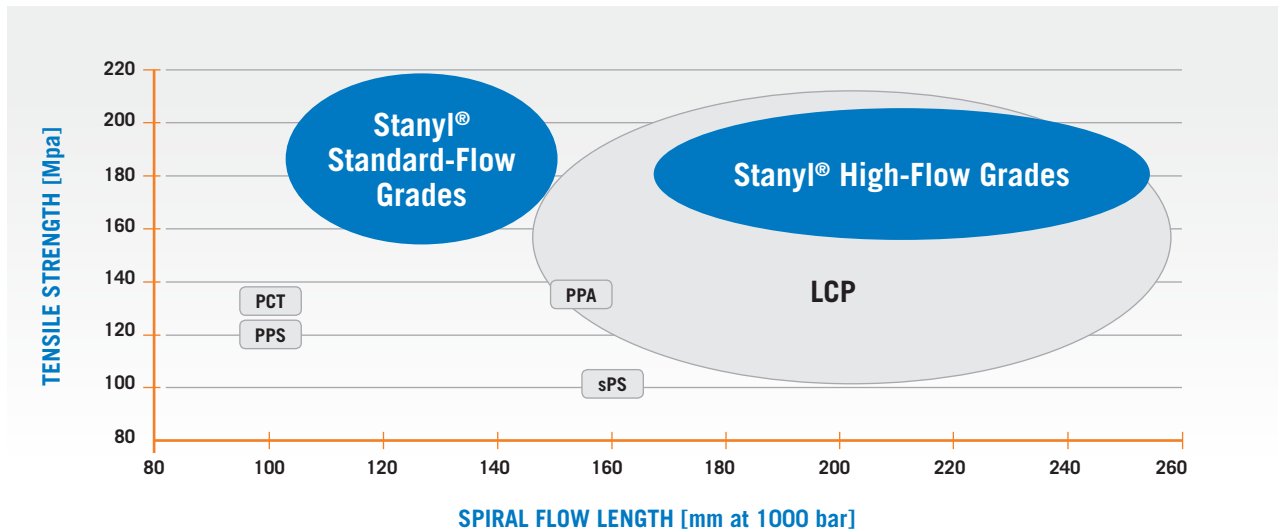 TENSILE STRENGTH [Mpa]
220
200
180
160
140
120
100
80
Stanyl®
Standard-Flow
Grades
Stanyl® High-Flow Grades
PCT
PPS
PPA
LCP
sPS
80 100 120 140 160 180 200 220 240 260
SPIRAL FLOW LENGTH [mm at 1000 bar]